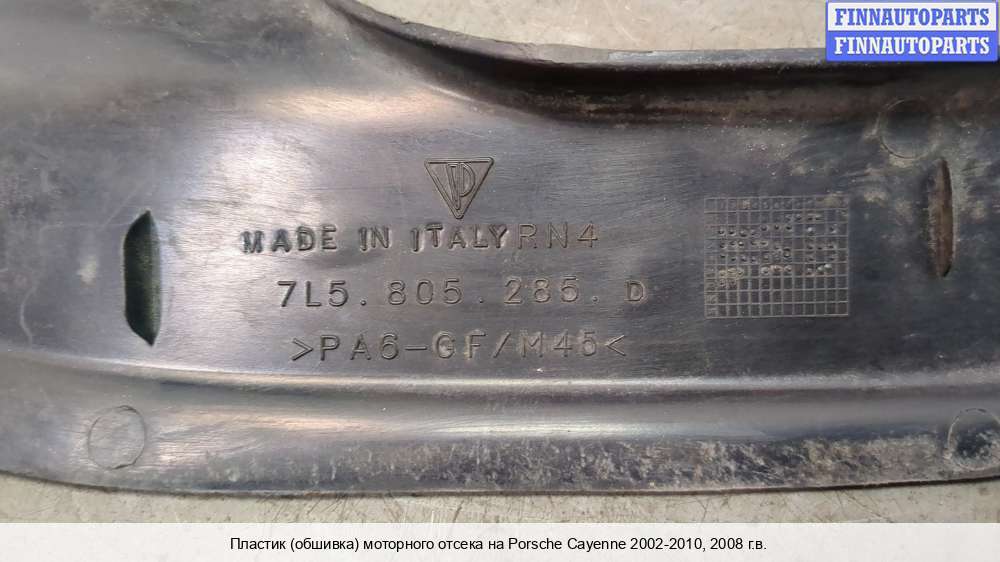 FINNAUTOPARTS
FINNAUTOPARTS
MADE IN ITALY RN4
7L5.805.285.D
>PA6-GF/M45<
Пластик (обшивка) моторного отсека на Porsche Cayenne 2002-2010, 2008 г.в.